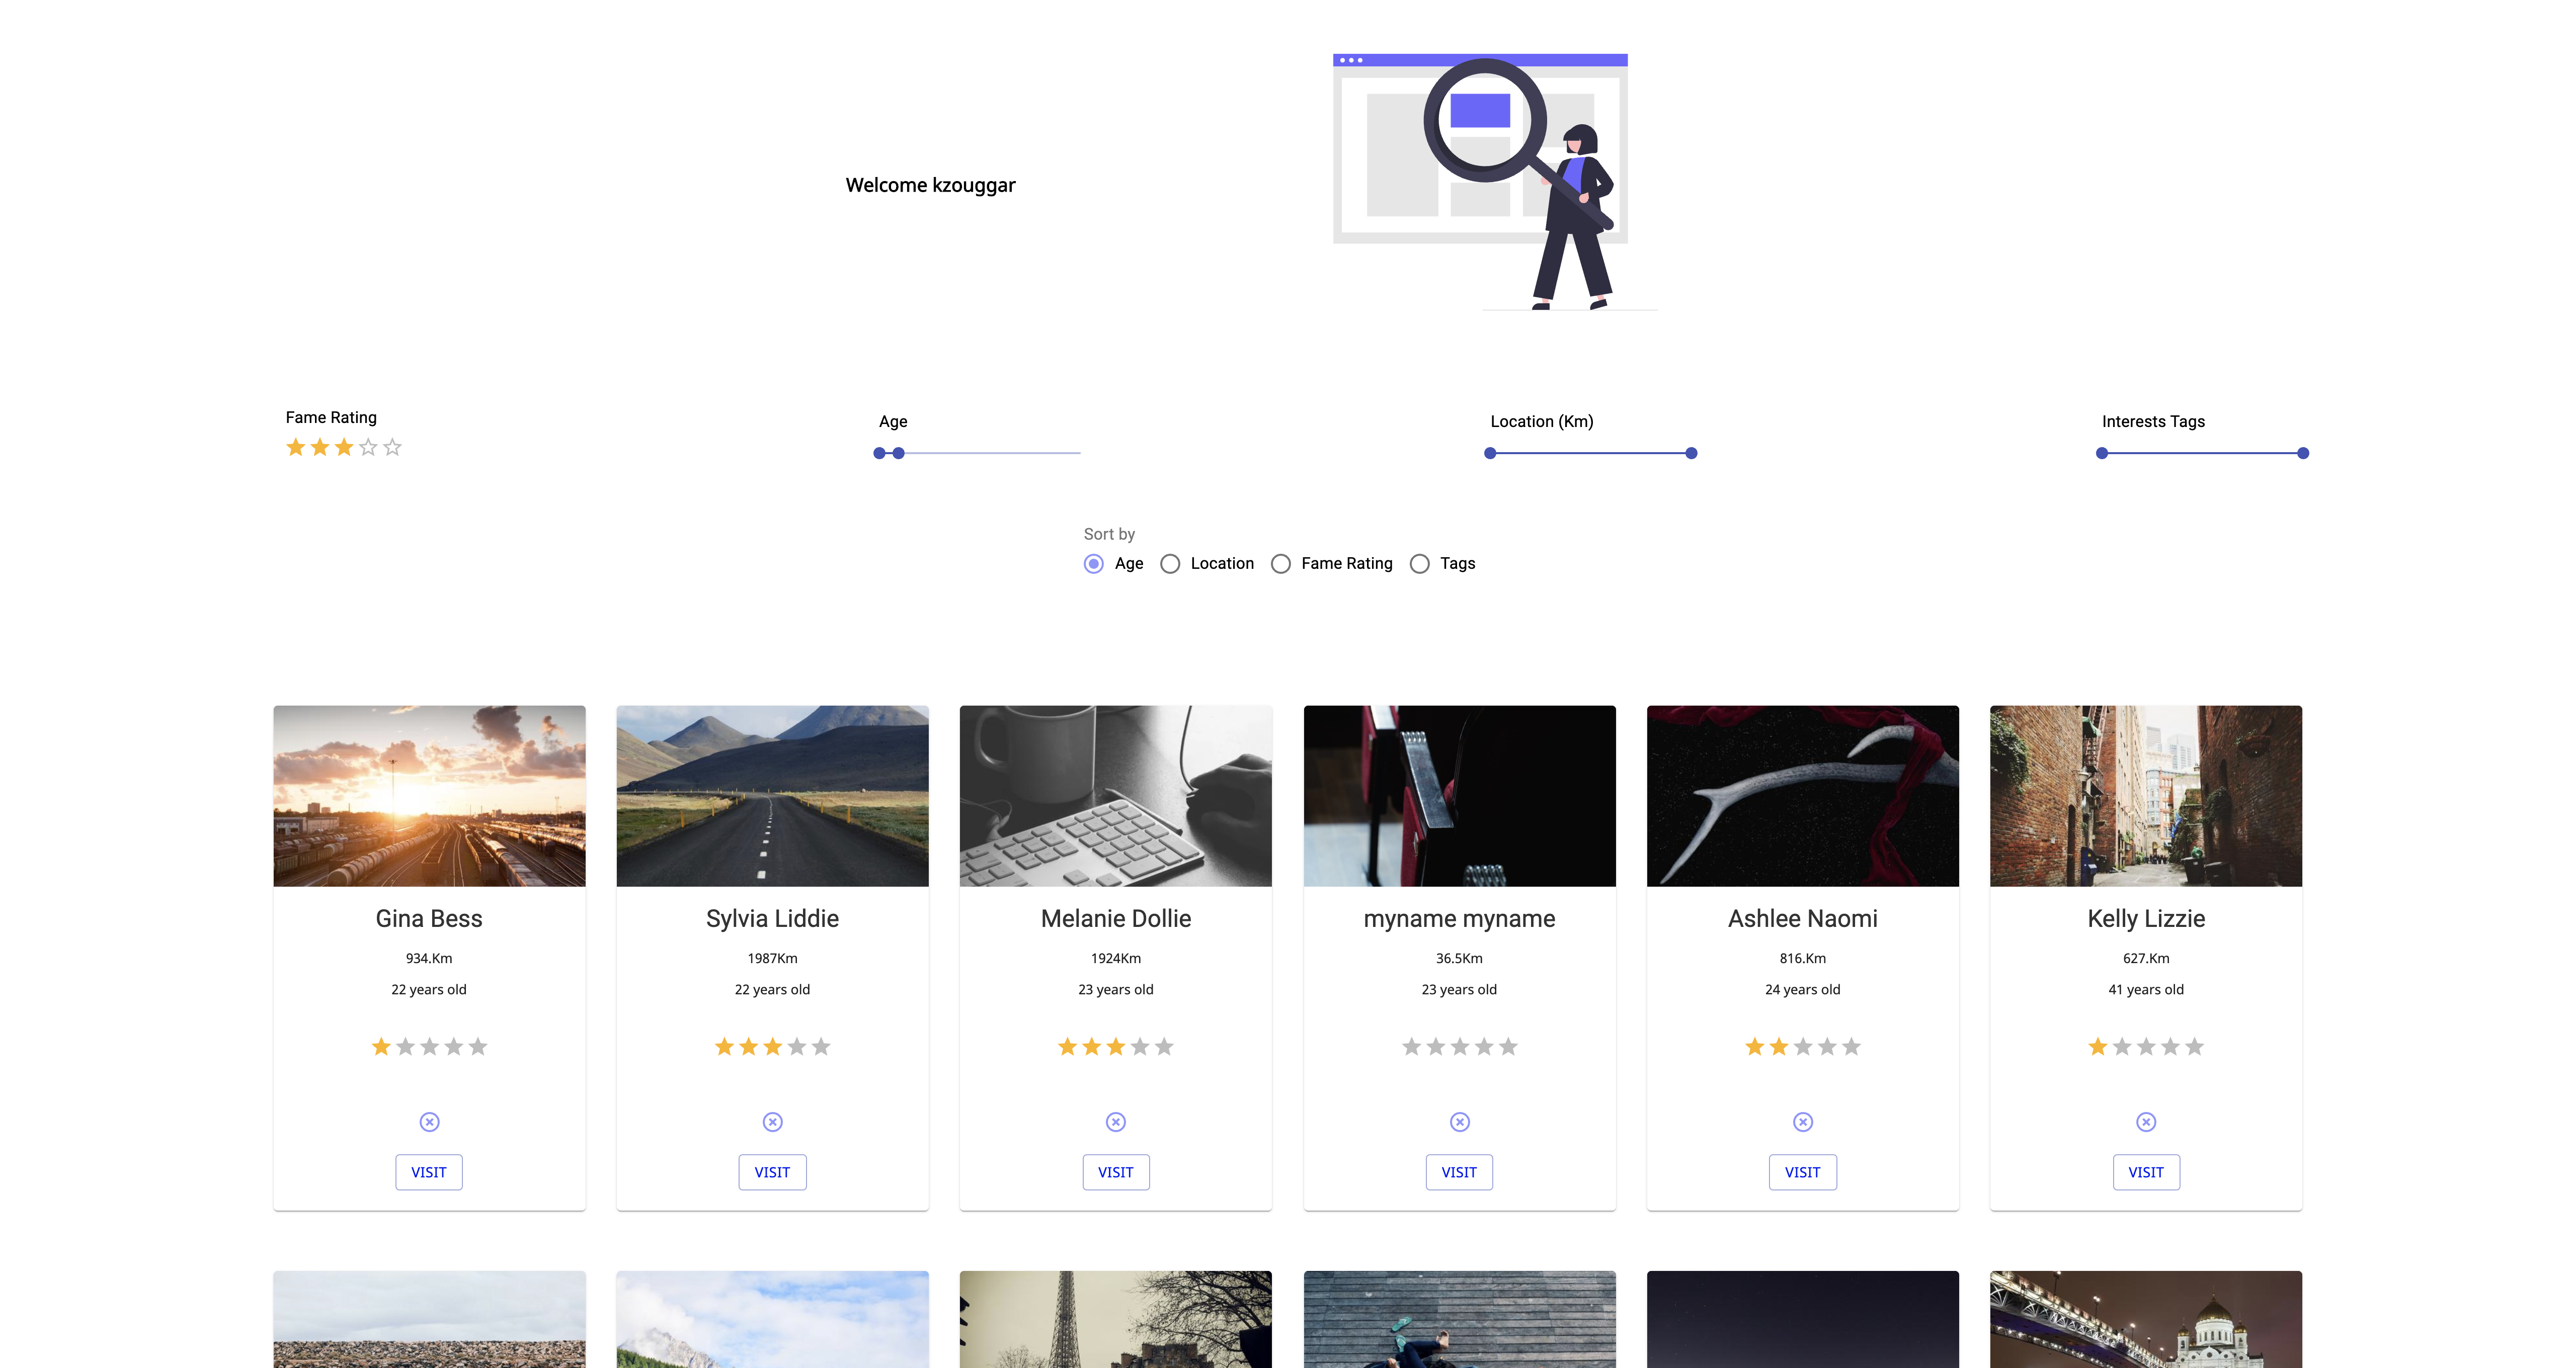 Welcome kzouggar
Fame Rating
Age
Location (Km)
Interests Tags
Sort by
Age
Location
Fame Rating
Tags
Gina Bess
934.Km
22 years old
VISIT
Sylvia Liddie
1987Km
22 years old
VISIT
Melanie Dollie
1924Km
23 years old
VISIT
myname myname
36.5Km
23 years old
VISIT
Ashlee Naomi
816.Km
24 years old
VISIT
Kelly Lizzie
627.Km
41 years old
VISIT